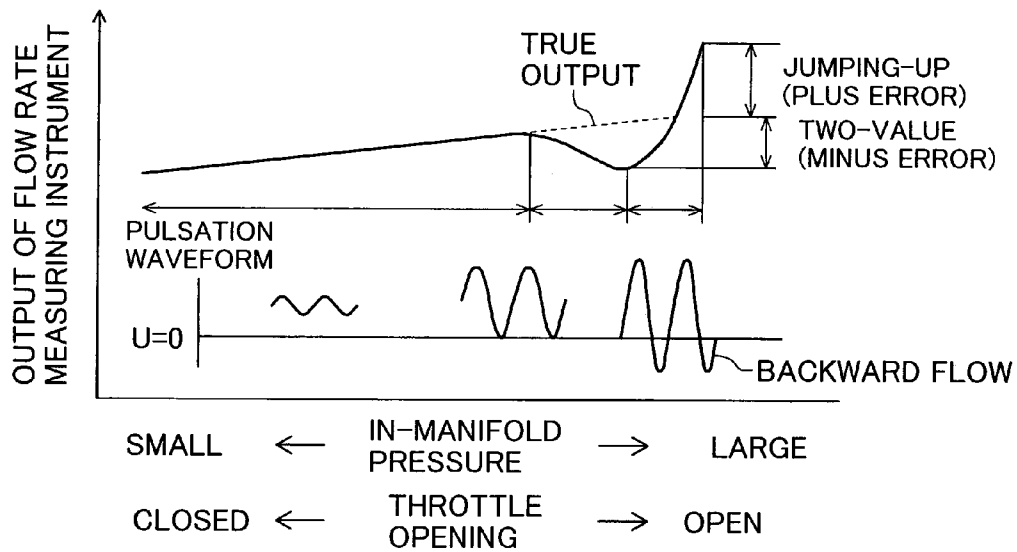 OUTPUT OF FLOW RATE
MEASURING INSTRUMENT
TRUE
OUTPUT
JUMPING-UP
(PLUS ERROR)
TWO-VALUE
(MINUS ERROR)
PULSATION
WAVEFORM
U=0
BACKWARD FLOW
SMALL ← IN-MANIFOLD
PRESSURE → LARGE
CLOSED ← THROTTLE
OPENING → OPEN